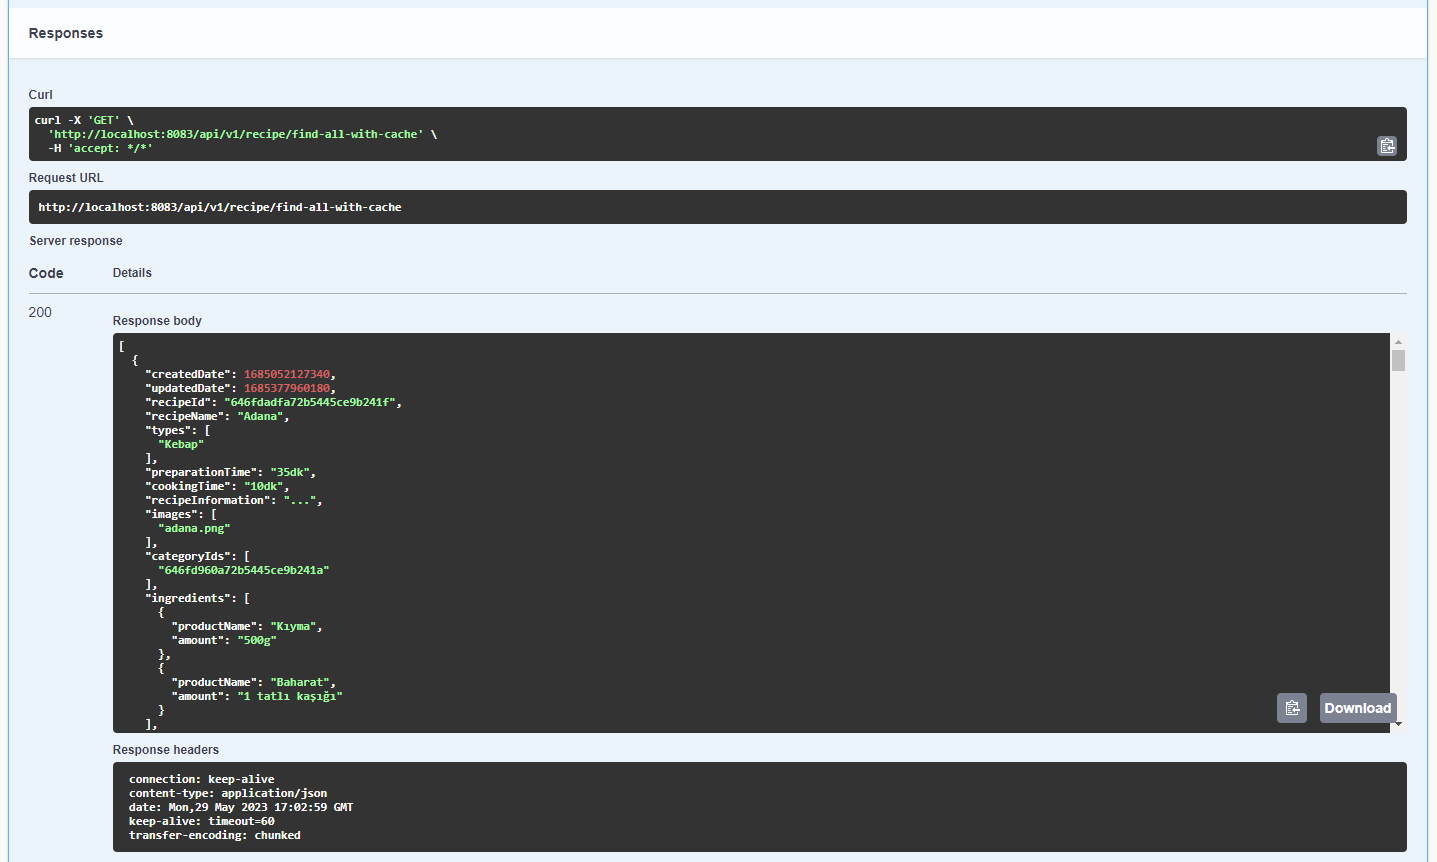 Responses
Curl
curl -X 'GET' \
  'http://localhost:8083/api/v1/recipe/find-all-with-cache' \
  -H 'accept: */*'
Request URL
http://localhost:8083/api/v1/recipe/find-all-with-cache
Server response
Code Details
200
Response body
[
  {
    "createdDate": 1685052127340,
    "updatedDate": 1685377960180,
    "recipeId": "646fdadfa72b5445ce9b241f",
    "recipeName": "Adana",
    "types": [
      "Kebap"
    ],
    "preparationTime": "35dk",
    "cookingTime": "10dk",
    "recipeInformation": "...",
    "images": [
      "adana.png"
    ],
    "categoryIds": [
      "646fd960a72b5445ce9b241a"
    ],
    "ingredients": [
      {
        "productName": "Kıyma",
        "amount": "500g"
      },
      {
        "productName": "Baharat",
        "amount": "1 tatlı kaşığı"
      }
    ],
Download
Response headers
connection: keep-alive
content-type: application/json
date: Mon,29 May 2023 17:02:59 GMT
keep-alive: timeout=60
transfer-encoding: chunked